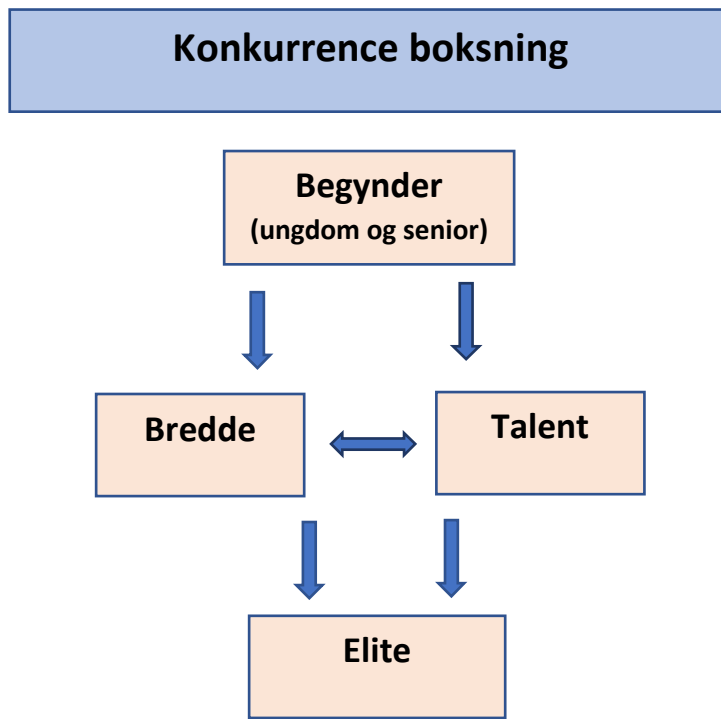 Konkurrence boksning
Begynder
(ungdom og senior)
Bredde
Talent
Elite